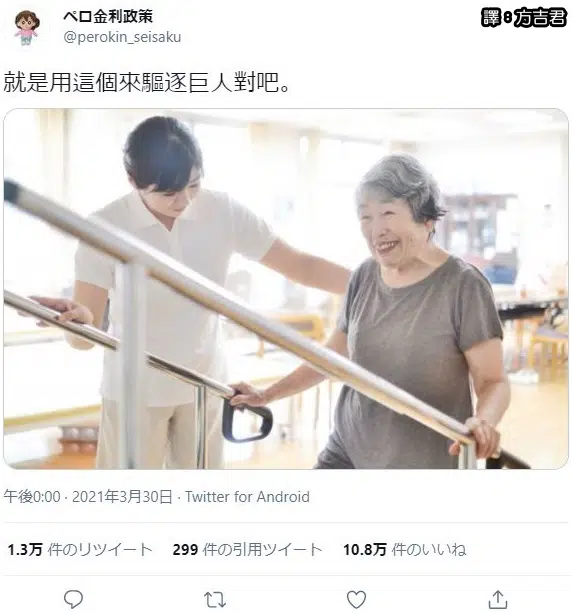 ペロ金利政策
譯8方吉君
@perokin_seisaku
就是用這個來驅逐巨人對吧。
午後0:00 · 2021年3月30日 · Twitter for Android
1.3万 件のリツイート 299 件の引用ツイート 10.8万 件のいいね